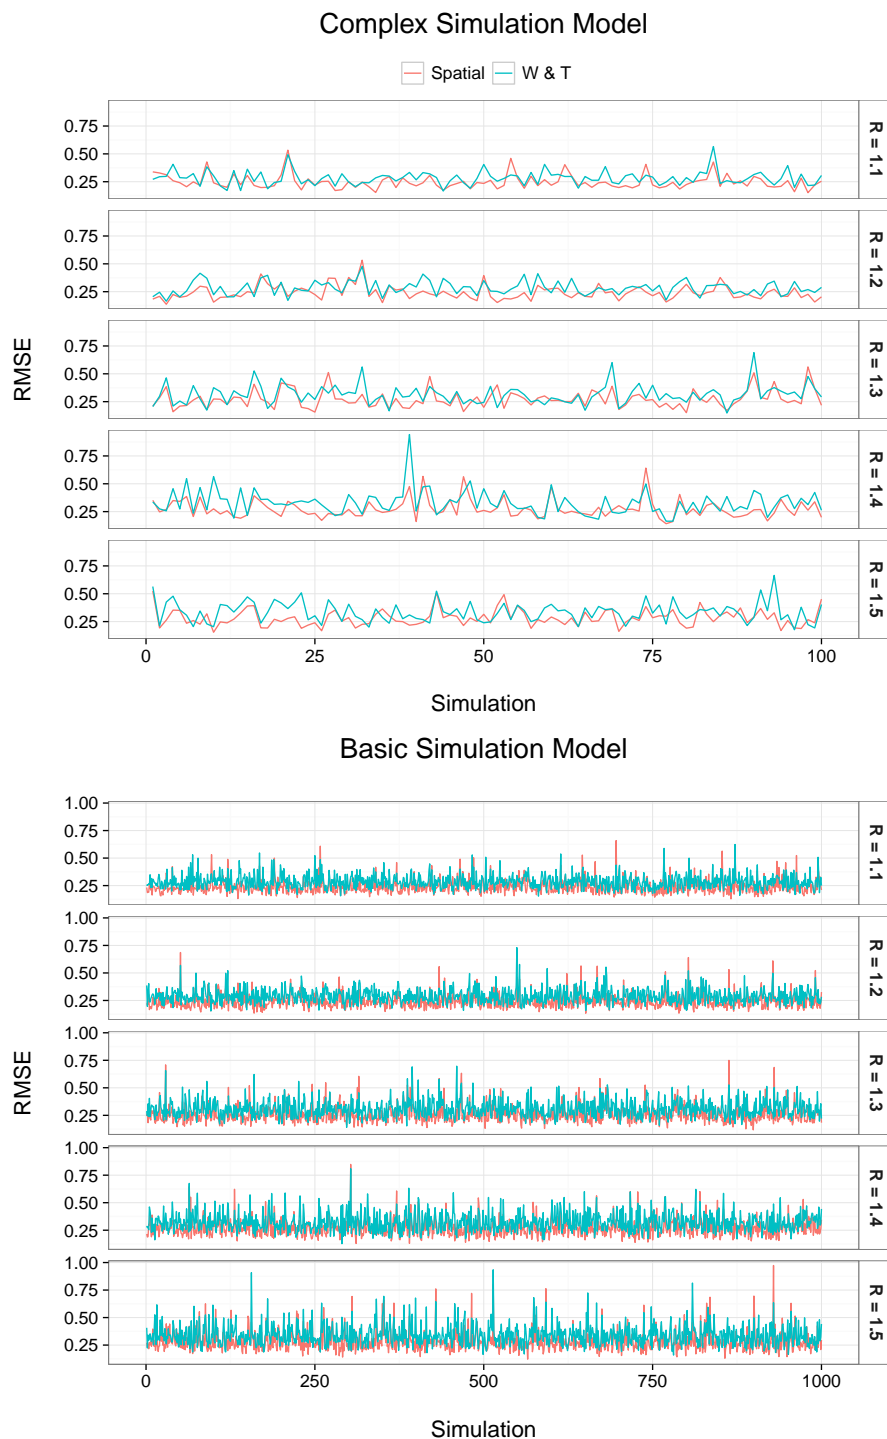 Complex Simulation Model
Spatial W & T
0.75
0.50
0.25
R = 1.1
0.75
0.50
0.25
R = 1.2
RMSE
0.75
0.50
0.25
R = 1.3
0.75
0.50
0.25
R = 1.4
0.75
0.50
0.25
R = 1.5
0 25 50 75 100
Simulation
Basic Simulation Model
1.00
0.75
0.50
0.25
R = 1.1
1.00
0.75
0.50
0.25
R = 1.2
RMSE
1.00
0.75
0.50
0.25
R = 1.3
1.00
0.75
0.50
0.25
R = 1.4
1.00
0.75
0.50
0.25
R = 1.5
0 250 500 750 1000
Simulation